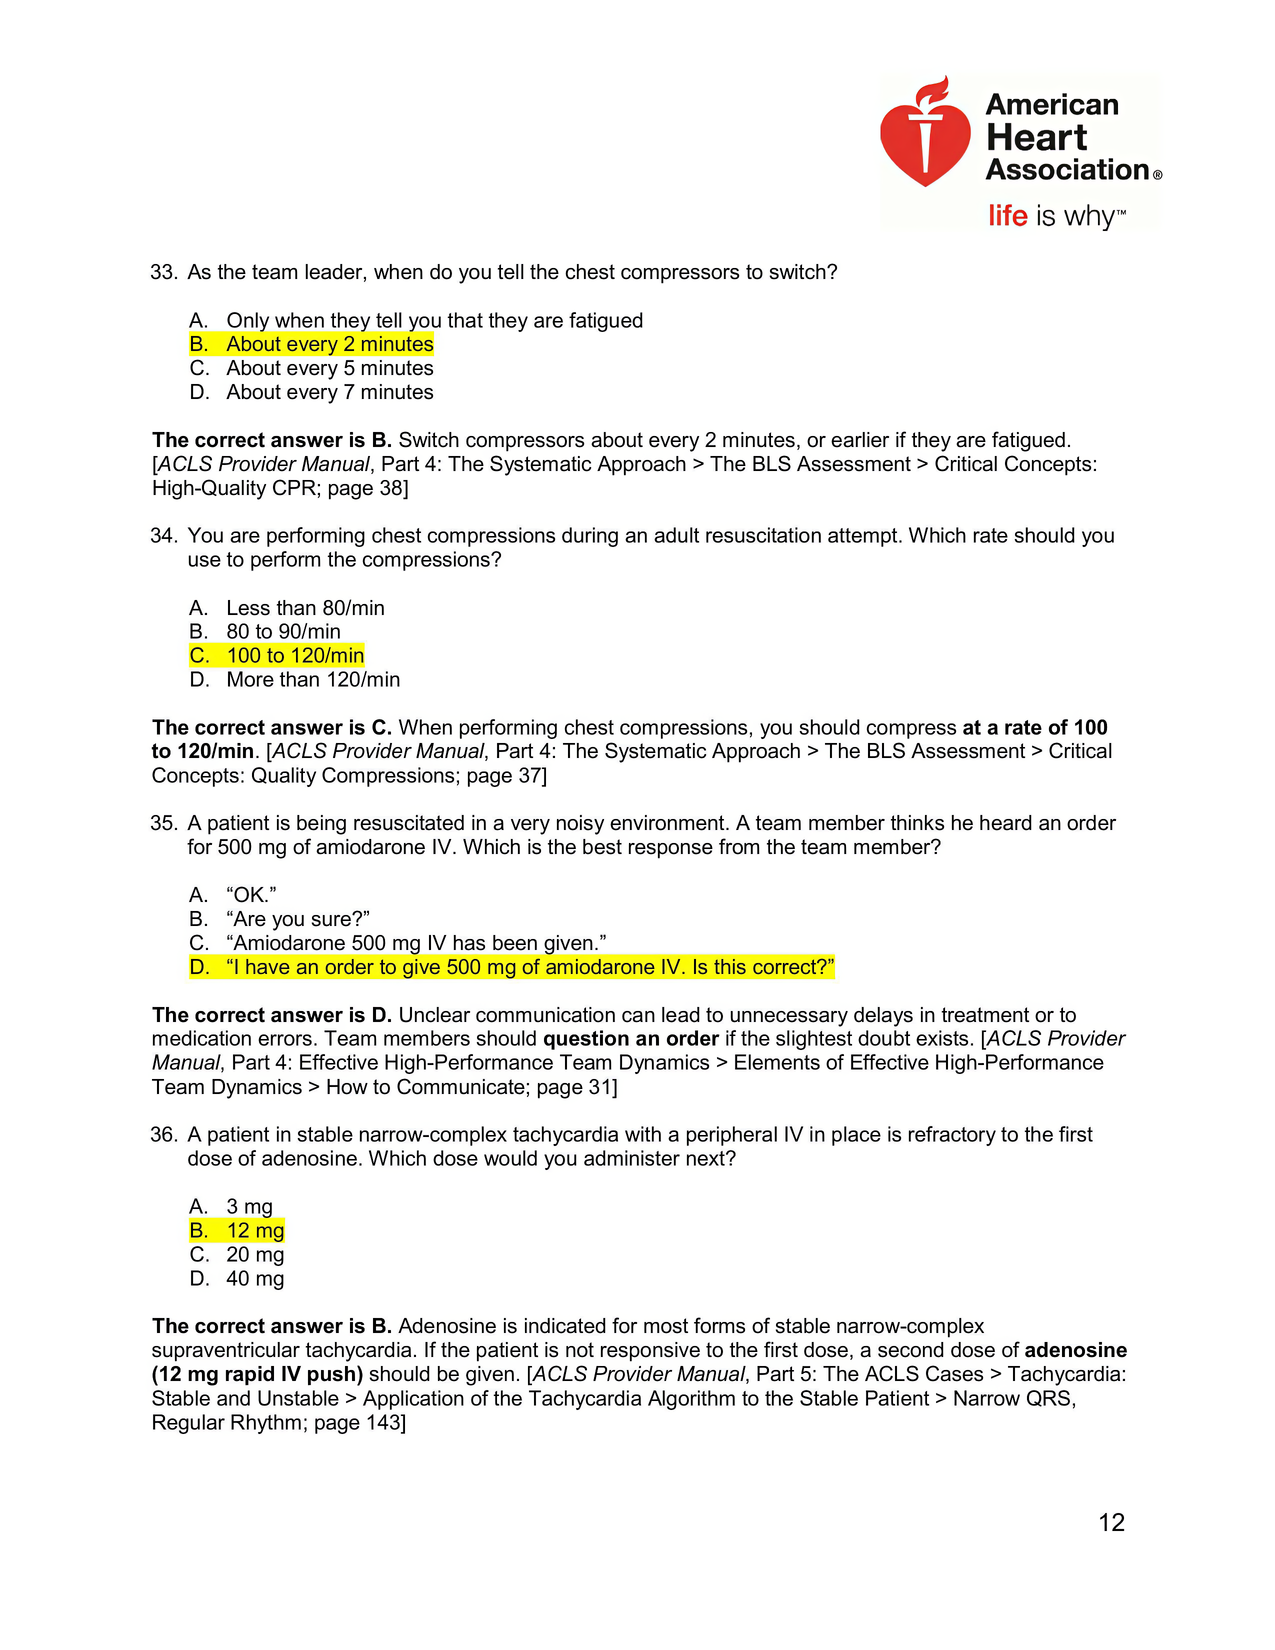 American
Heart
Association®
life is why™
33. As the team leader, when do you tell the chest compressors to switch?
A. Only when they tell you that they are fatigued
B. About every 2 minutes
C. About every 5 minutes
D. About every 7 minutes
The correct answer is B. Switch compressors about every 2 minutes, or earlier if they are fatigued.
[ACLS Provider Manual, Part 4: The Systematic Approach > The BLS Assessment > Critical Concepts:
High-Quality CPR; page 38]
34. You are performing chest compressions during an adult resuscitation attempt. Which rate should you
use to perform the compressions?
A. Less than 80/min
B. 80 to 90/min
C. 100 to 120/min
D. More than 120/min
The correct answer is C. When performing chest compressions, you should compress at a rate of 100
to 120/min. [ACLS Provider Manual, Part 4: The Systematic Approach > The BLS Assessment > Critical
Concepts: Quality Compressions; page 37]
35. A patient is being resuscitated in a very noisy environment. A team member thinks he heard an order
for 500 mg of amiodarone IV. Which is the best response from the team member?
A. “OK.”
B. “Are you sure?”
C. “Amiodarone 500 mg IV has been given.”
D. “I have an order to give 500 mg of amiodarone IV. Is this correct?”
The correct answer is D. Unclear communication can lead to unnecessary delays in treatment or to
medication errors. Team members should question an order if the slightest doubt exists. [ACLS Provider
Manual, Part 4: Effective High-Performance Team Dynamics > Elements of Effective High-Performance
Team Dynamics > How to Communicate; page 31]
36. A patient in stable narrow-complex tachycardia with a peripheral IV in place is refractory to the first
dose of adenosine. Which dose would you administer next?
A. 3 mg
B. 12 mg
C. 20 mg
D. 40 mg
The correct answer is B. Adenosine is indicated for most forms of stable narrow-complex
supraventricular tachycardia. If the patient is not responsive to the first dose, a second dose of adenosine
(12 mg rapid IV push) should be given. [ACLS Provider Manual, Part 5: The ACLS Cases > Tachycardia:
Stable and Unstable > Application of the Tachycardia Algorithm to the Stable Patient > Narrow QRS,
Regular Rhythm; page 143]
12